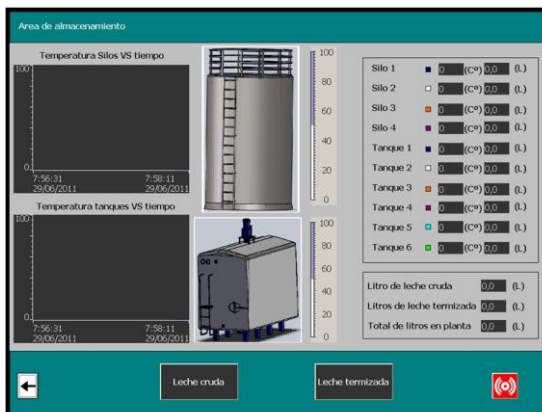 Area de almacenamiento
Temperatura Silos VS tiempo
100
0
7:56:31 7:58:11
29/06/2011 29/06/2011
100
80
60
40
20
0
Temperatura tanques VS tiempo
100
0
7:56:31 7:58:11
29/06/2011 29/06/2011
100
80
60
40
20
0
Silo 1 0 (Cº) 0,0 (L)
Silo 2 0 (Cº) 0,0 (L)
Silo 3 0 (Cº) 0,0 (L)
Silo 4 0 (Cº) 0,0 (L)
Tanque 1 0 (Cº) 0,0 (L)
Tanque 2 0 (Cº) 0,0 (L)
Tanque 3 0 (Cº) 0,0 (L)
Tanque 4 0 (Cº) 0,0 (L)
Tanque 5 0 (Cº) 0,0 (L)
Tanque 6 0 (Cº) 0,0 (L)
Litro de leche cruda 0,0 (L)
Litros de leche termizada 0,0 (L)
Total de litros en planta 0,0 (L)
Leche cruda
Leche termizada